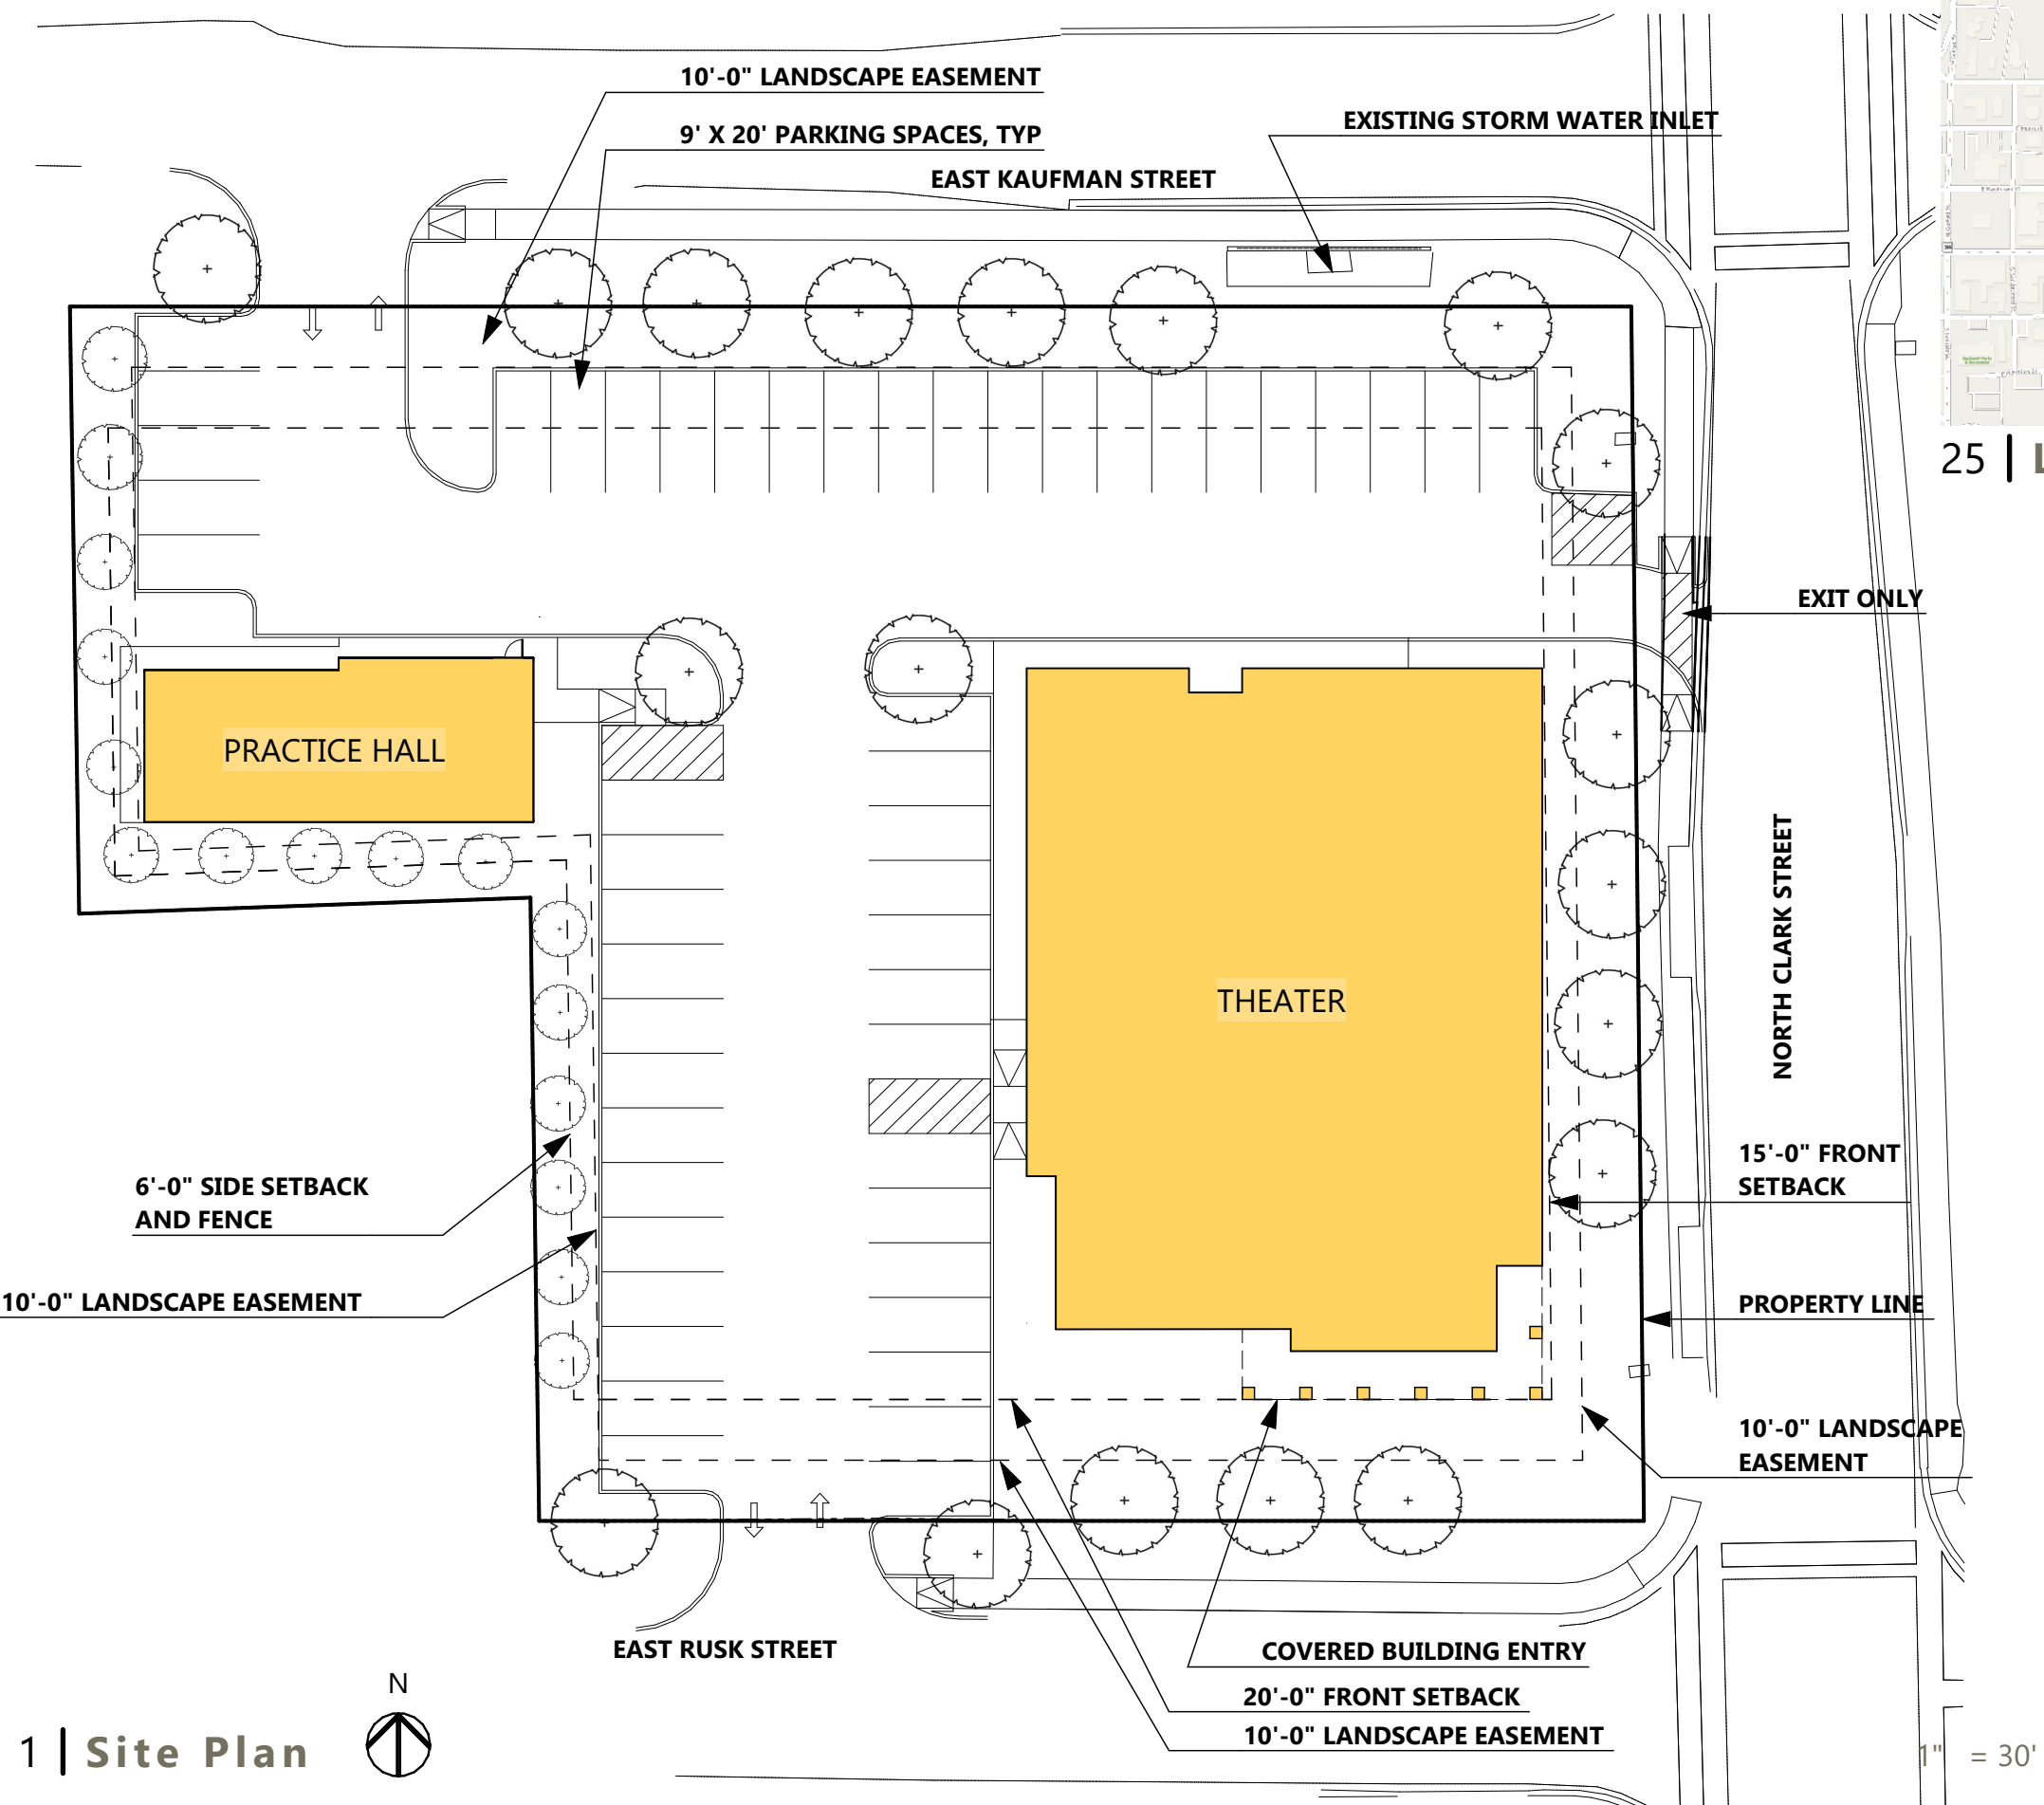 10'-0" LANDSCAPE EASEMENT
9' X 20' PARKING SPACES, TYP
EXISTING STORM WATER INLET
EAST KAUFMAN STREET
25 | L
EXIT ONLY
PRACTICE HALL
THEATER
NORTH CLARK STREET
6'-0" SIDE SETBACK
AND FENCE
10'-0" LANDSCAPE EASEMENT
15'-0" FRONT
SETBACK
PROPERTY LINE
10'-0" LANDSCAPE
EASEMENT
EAST RUSK STREET
COVERED BUILDING ENTRY
20'-0" FRONT SETBACK
10'-0" LANDSCAPE EASEMENT
N
1 | Site Plan
1" = 30'